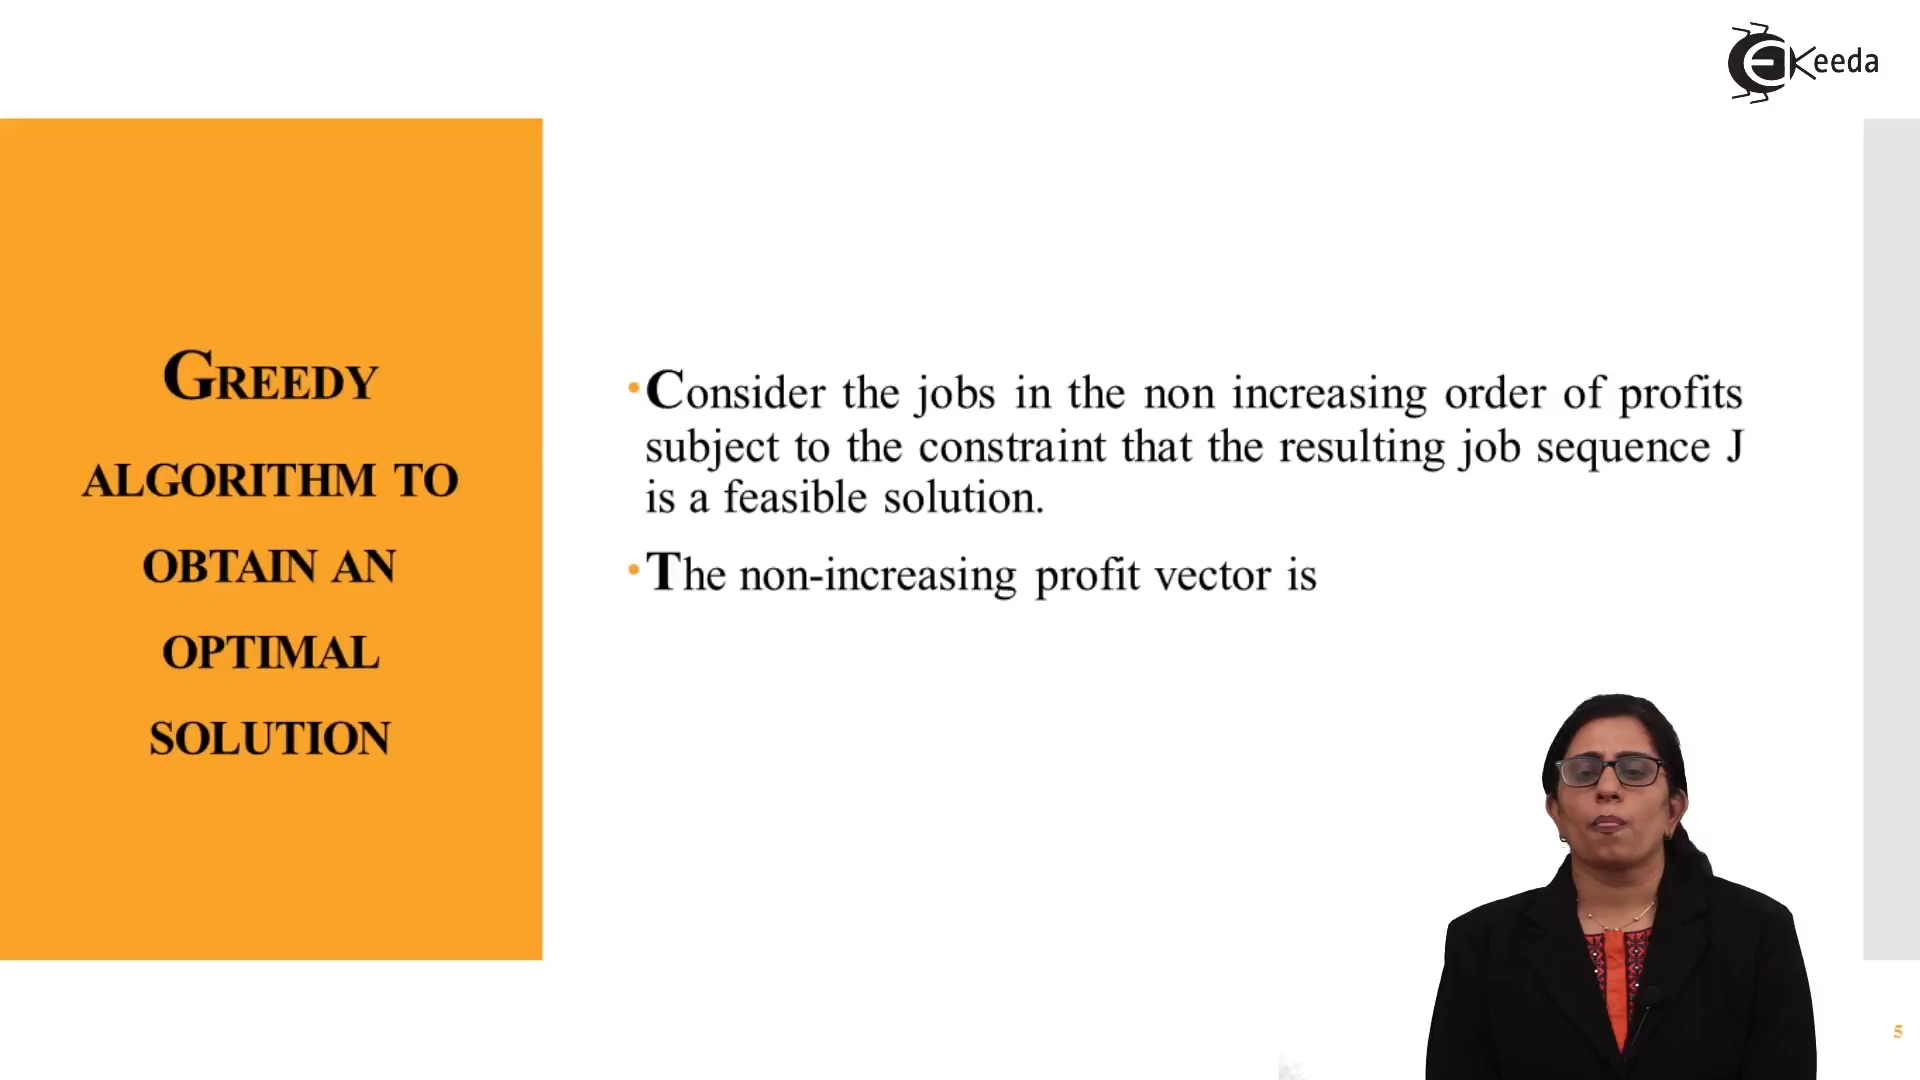 Keeda
GREEDY
ALGORITHM TO
OBTAIN AN
OPTIMAL
SOLUTION
•Consider the jobs in the non increasing order of profits
subject to the constraint that the resulting job sequence J
is a feasible solution.
•The non-increasing profit vector is
5